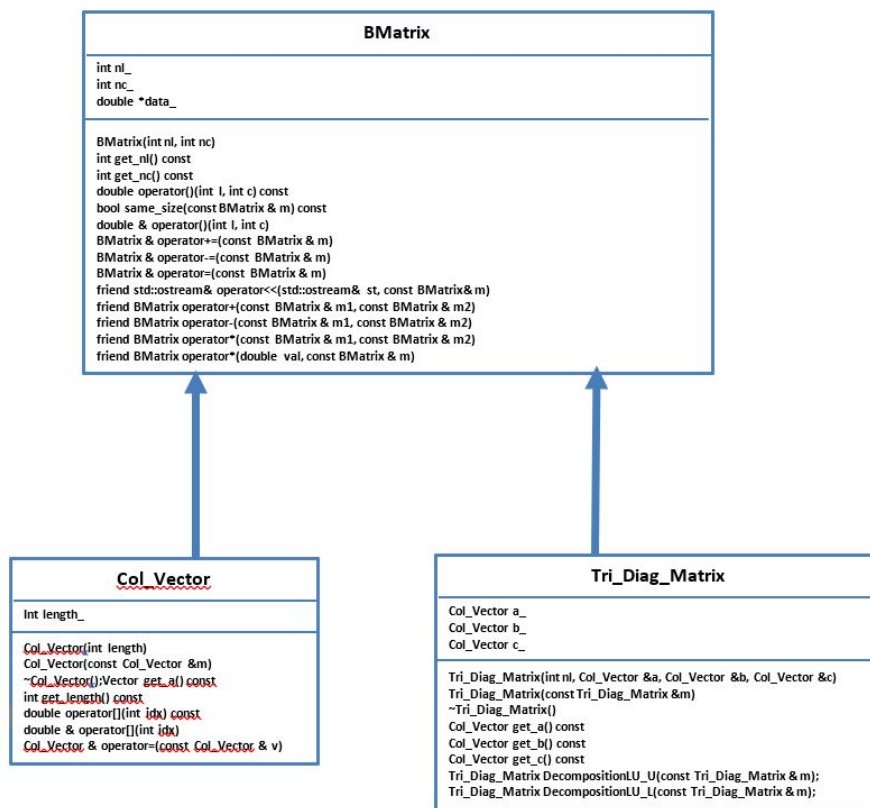 BMatrix
int nl_
int nc_
double *data_
BMatrix(int nl, int nc)
int get_nl() const
int get_nc() const
double operator()(int l, int c) const
bool same_size(const BMatrix & m) const
double & operator()(int l, int c)
BMatrix & operator+=(const BMatrix & m)
BMatrix & operator-=(const BMatrix & m)
BMatrix & operator=(const BMatrix & m)
friend std::ostream& operator<<(std::ostream& st, const BMatrix& m)
friend BMatrix operator+(const BMatrix & m1, const BMatrix & m2)
friend BMatrix operator-(const BMatrix & m1, const BMatrix & m2)
friend BMatrix operator*(const BMatrix & m1, const BMatrix & m2)
friend BMatrix operator*(double val, const BMatrix & m)
Col_Vector
Int length_
Col_Vector(int length)
Col_Vector(const Col_Vector &m)
~Col_Vector();Vector get_a() const
int get_length() const
double operator[](int idx) const
double & operator[](int idx)
Col_Vector & operator=(const Col_Vector & v)
Tri_Diag_Matrix
Col_Vector a_
Col_Vector b_
Col_Vector c_
Tri_Diag_Matrix(int nl, Col_Vector &a, Col_Vector &b, Col_Vector &c)
Tri_Diag_Matrix(const Tri_Diag_Matrix &m)
~Tri_Diag_Matrix()
Col_Vector get_a() const
Col_Vector get_b() const
Col_Vector get_c() const
Tri_Diag_Matrix DecompositionLU_U(const Tri_Diag_Matrix & m);
Tri_Diag_Matrix DecompositionLU_L(const Tri_Diag_Matrix & m);